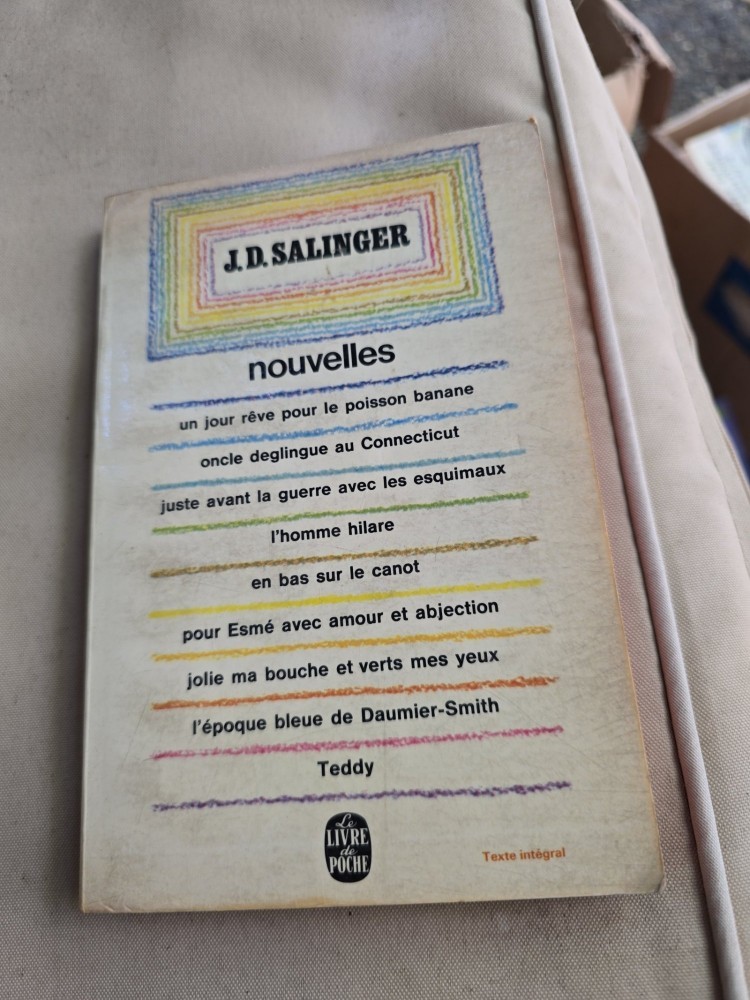 J.D. SALINGER
nouvelles
un jour rêve pour le poisson banane
oncle deglingue au Connecticut
juste avant la guerre avec les esquimaux
l'homme hilare
en bas sur le canot
pour Esmé avec amour et abjection
jolie ma bouche et verts mes yeux
l'époque bleue de Daumier-Smith
Teddy
Le
LIVRE
de
POCHE
Texte intégral